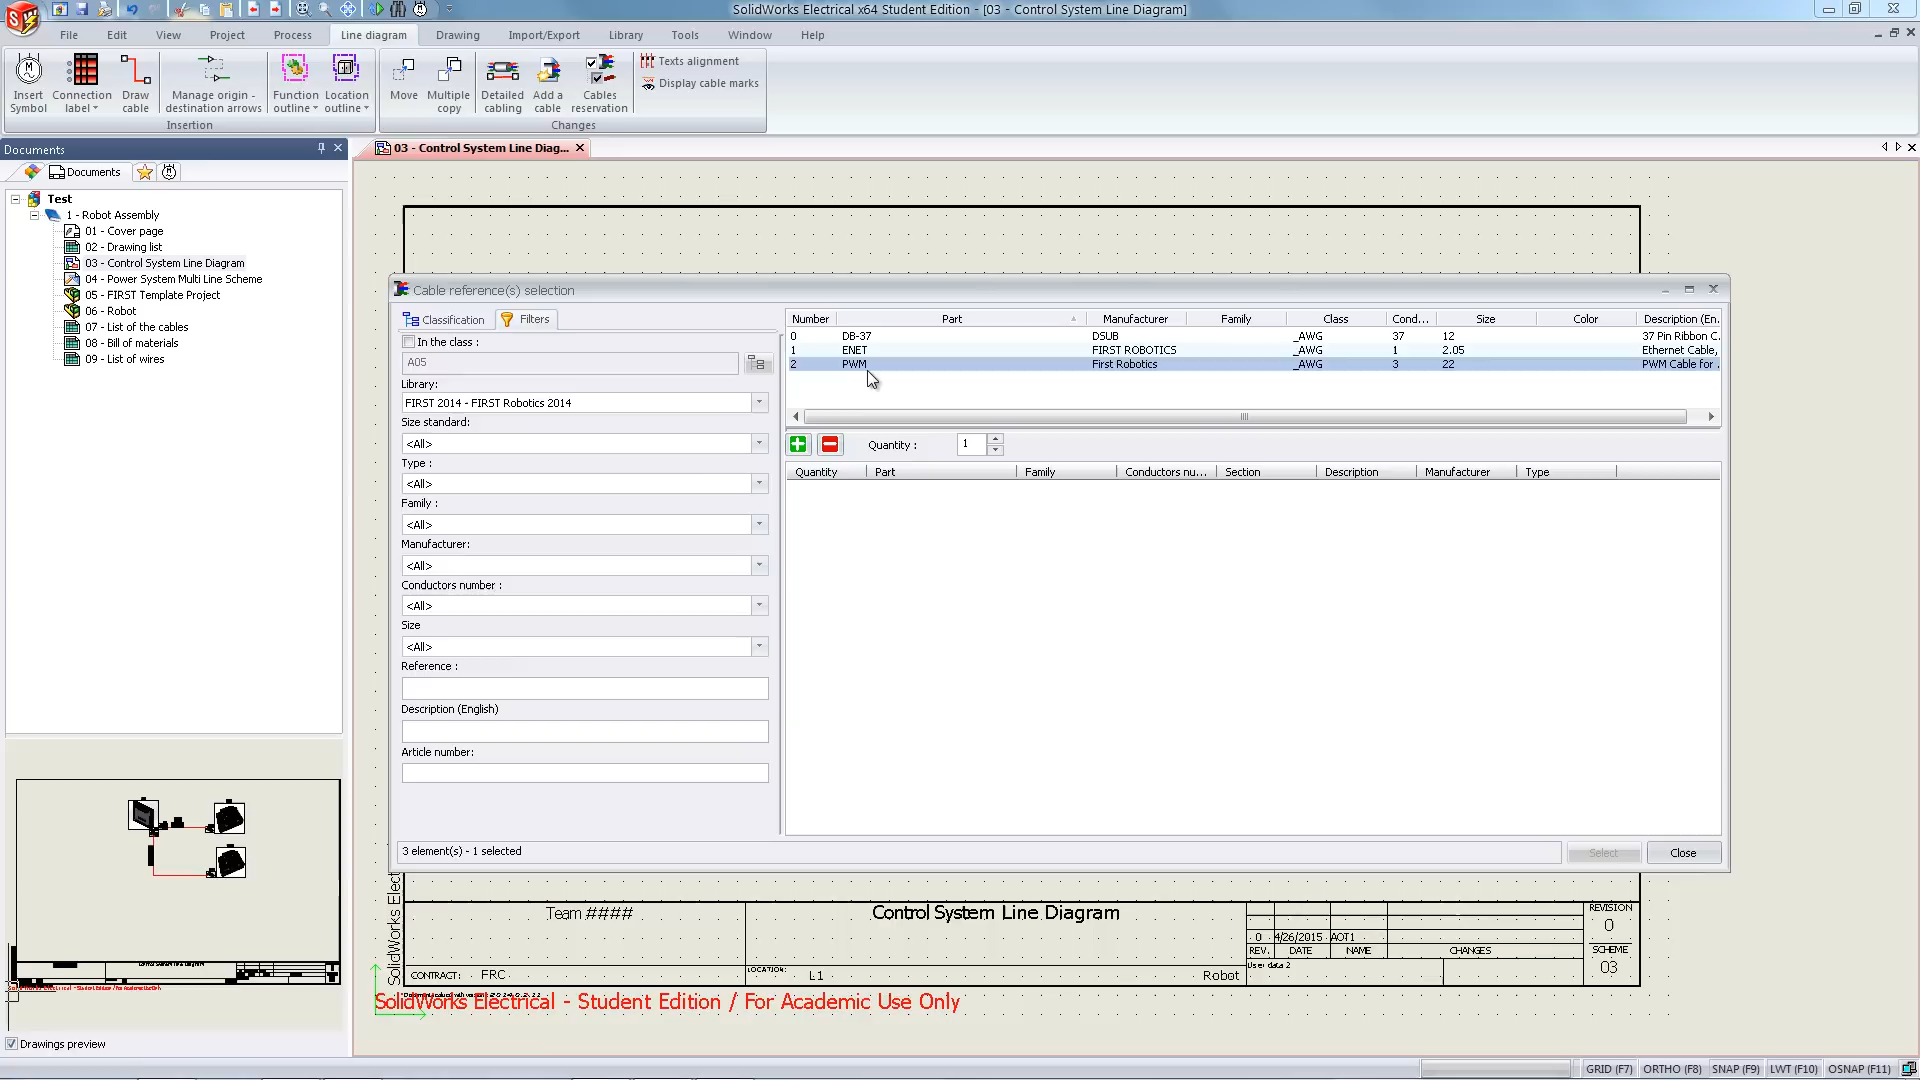 SolidWorks Electrical x64 Student Edition - [03 - Control System Line Diagram]
File Edit View Project Process Line diagram Drawing Import/Export Library Tools Window Help
Insert Symbol
Connection label
Draw cable
Manage origin - destination arrows
Function outline
Location outline
Insertion
Move
Multiple copy
Detailed cabling
Add a cable
Cables reservation
Texts alignment
Display cable marks
Changes
Documents
03 - Control System Line Diag...
Documents
Test
1 - Robot Assembly
01 - Cover page
02 - Drawing list
03 - Control System Line Diagram
04 - Power System Multi Line Scheme
05 - FIRST Template Project
06 - Robot
07 - List of the cables
08 - Bill of materials
09 - List of wires
Drawings preview
Cable reference(s) selection
Classification Filters
In the class :
A05
Library:
FIRST 2014 - FIRST Robotics 2014
Size standard:
<All>
Type :
<All>
Family :
<All>
Manufacturer:
<All>
Conductors number :
<All>
Size
<All>
Reference :
Description (English)
Article number:
Number Part Manufacturer Family Class Cond... Size Color Description (En.
0 DB-37 DSUB _AWG 37 12 37 Pin Ribbon C.
1 ENET FIRST ROBOTICS _AWG 1 2.05 Ethernet Cable,
2 PWM First Robotics _AWG 3 22 PWM Cable for .
Quantity : 1
Quantity Part Family Conductors nu... Section Description Manufacturer Type
3 element(s) - 1 selected
Select Close
SolidWorks Elect
Team ####
Control System Line Diagram
CONTRACT: FRC
LOCATION: L1
Robot
0 4/26/2015 AOT1
REV. DATE NAME CHANGES
User data 2
REVISION
0
SCHEME
03
SolidWorks Electrical - Student Edition / For Academic Use Only
GRID (F7) ORTHO (F8) SNAP (F9) LWT (F10) OSNAP (F11)